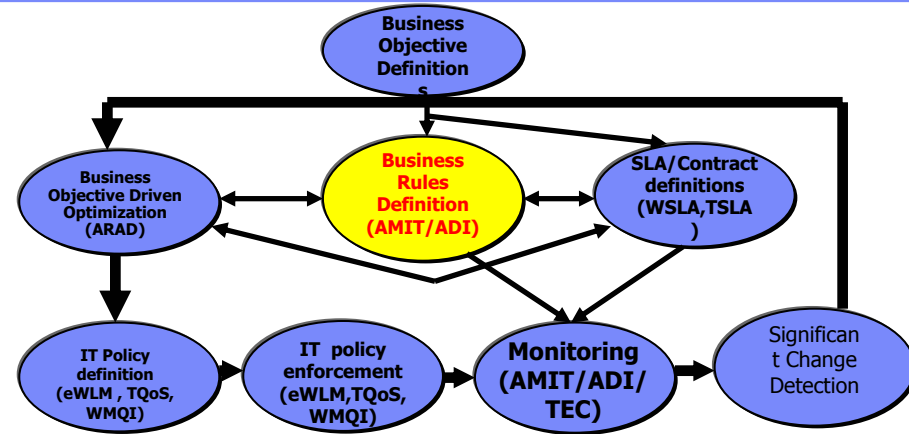 Business
Objective
Definition
s
Business
Objective Driven
Optimization
(ARAD)
Business
Rules
Definition
(AMIT/ADI)
SLA/Contract
definitions
(WSLA,TSLA
)
IT Policy
definition
(eWLM , TQoS,
WMQI)
IT policy
enforcement
(eWLM,TQoS,
WMQI)
Monitoring
(AMIT/ADI/
TEC)
Significan
t Change
Detection